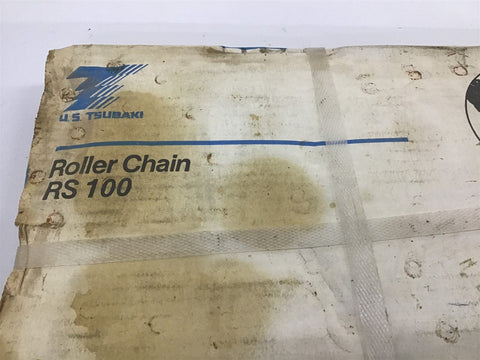 U.S. TSUBAKI
Roller Chain
RS 100